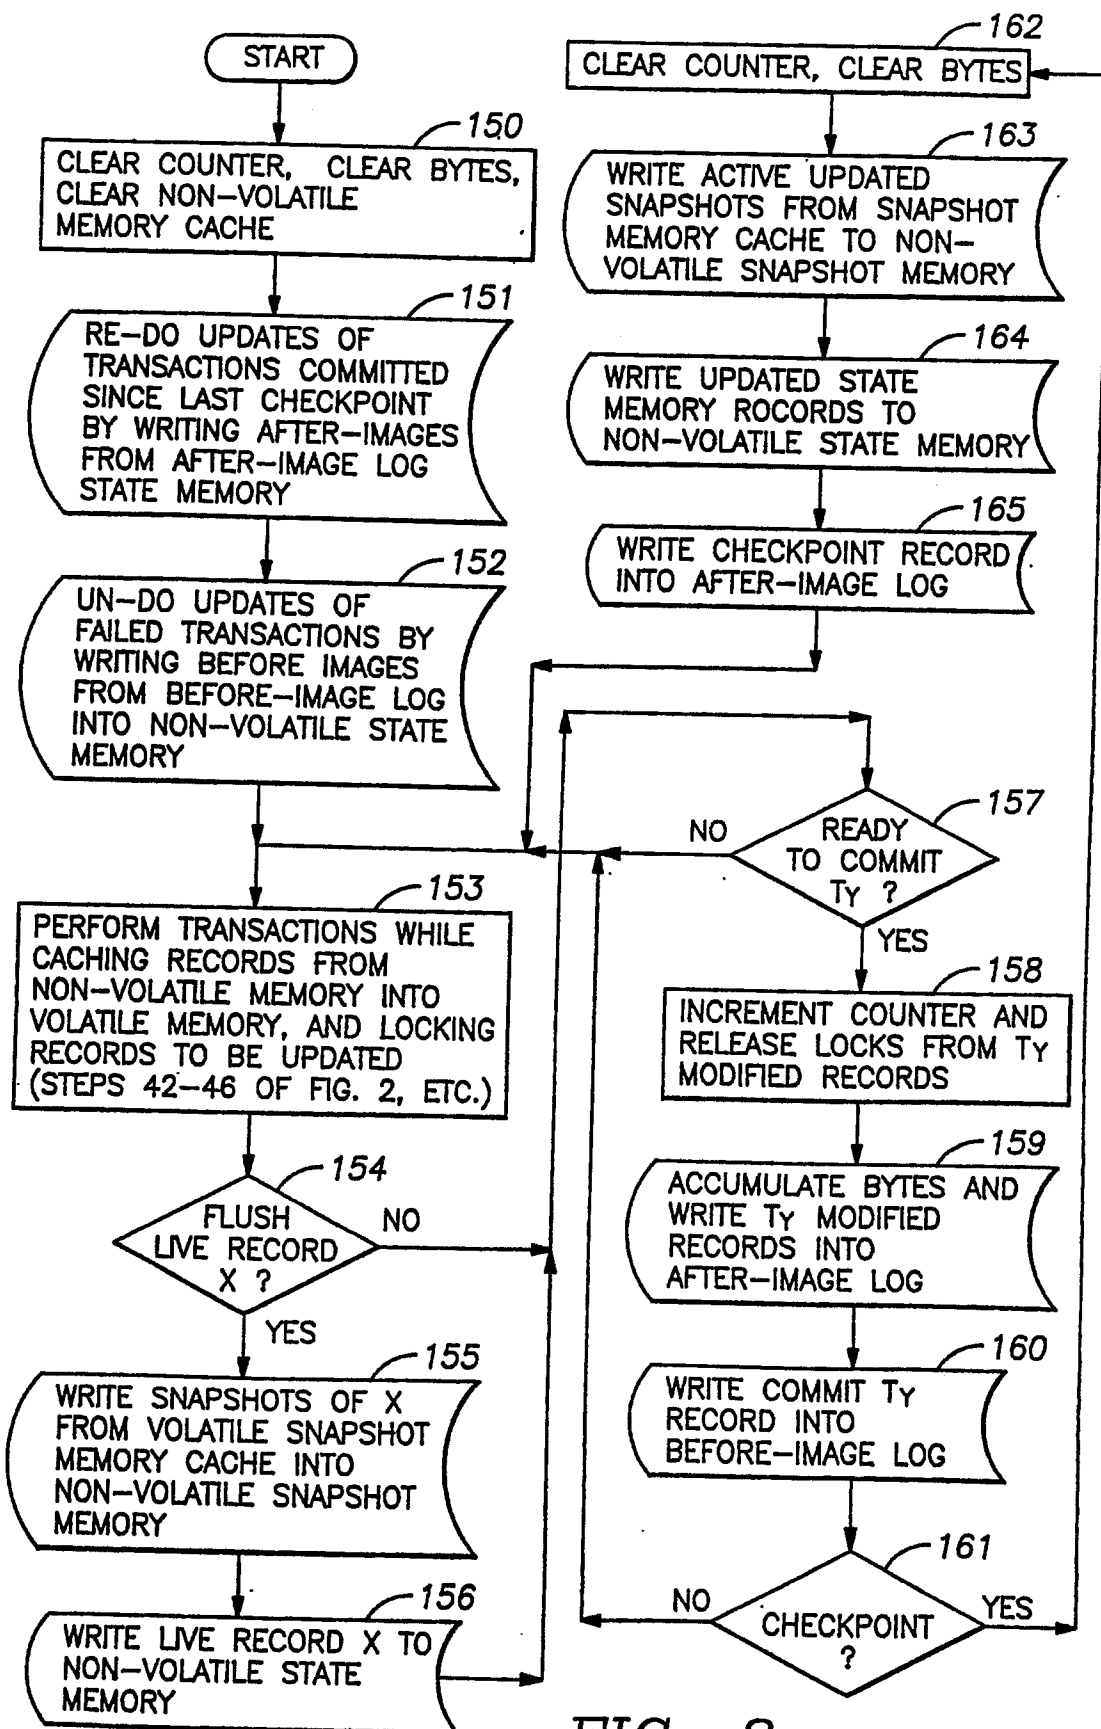 START
150
CLEAR COUNTER, CLEAR BYTES,
CLEAR NON-VOLATILE
MEMORY CACHE
151
RE-DO UPDATES OF
TRANSACTIONS COMMITTED
SINCE LAST CHECKPOINT
BY WRITING AFTER-IMAGES
FROM AFTER-IMAGE LOG
STATE MEMORY
152
UN-DO UPDATES OF
FAILED TRANSACTIONS BY
WRITING BEFORE IMAGES
FROM BEFORE-IMAGE LOG
INTO NON-VOLATILE STATE
MEMORY
153
PERFORM TRANSACTIONS WHILE
CACHING RECORDS FROM
NON-VOLATILE MEMORY INTO
VOLATILE MEMORY, AND LOCKING
RECORDS TO BE UPDATED
(STEPS 42-46 OF FIG. 2, ETC.)
154
FLUSH
LIVE RECORD
X ?
NO
YES
155
WRITE SNAPSHOTS OF X
FROM VOLATILE SNAPSHOT
MEMORY CACHE INTO
NON-VOLATILE SNAPSHOT
MEMORY
156
WRITE LIVE RECORD X TO
NON-VOLATILE STATE
MEMORY
162
CLEAR COUNTER, CLEAR BYTES
163
WRITE ACTIVE UPDATED
SNAPSHOTS FROM SNAPSHOT
MEMORY CACHE TO NON-
VOLATILE SNAPSHOT MEMORY
164
WRITE UPDATED STATE
MEMORY ROCORDS TO
NON-VOLATILE STATE MEMORY
165
WRITE CHECKPOINT RECORD
INTO AFTER-IMAGE LOG
157
READY
TO COMMIT
TY ?
NO
YES
158
INCREMENT COUNTER AND
RELEASE LOCKS FROM TY
MODIFIED RECORDS
159
ACCUMULATE BYTES AND
WRITE TY MODIFIED
RECORDS INTO
AFTER-IMAGE LOG
160
WRITE COMMIT TY
RECORD INTO
BEFORE-IMAGE LOG
161
CHECKPOINT
?
NO
YES